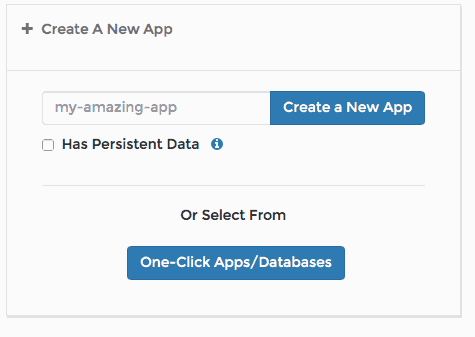 Create A New App
my-amazing-app
Create a New App
Has Persistent Data
Or Select From
One-Click Apps/Databases